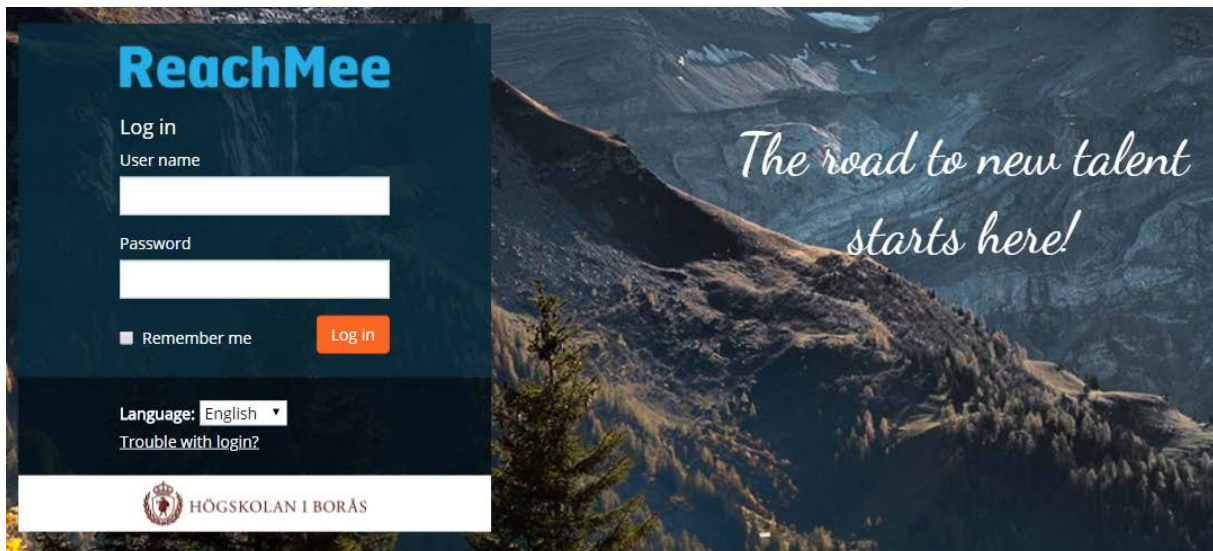 ReachMee
Log in
User name
Password
Remember me
Log in
Language: English
Trouble with login?
HÖGSKOLAN I BORÅS
The road to new talent
starts here!